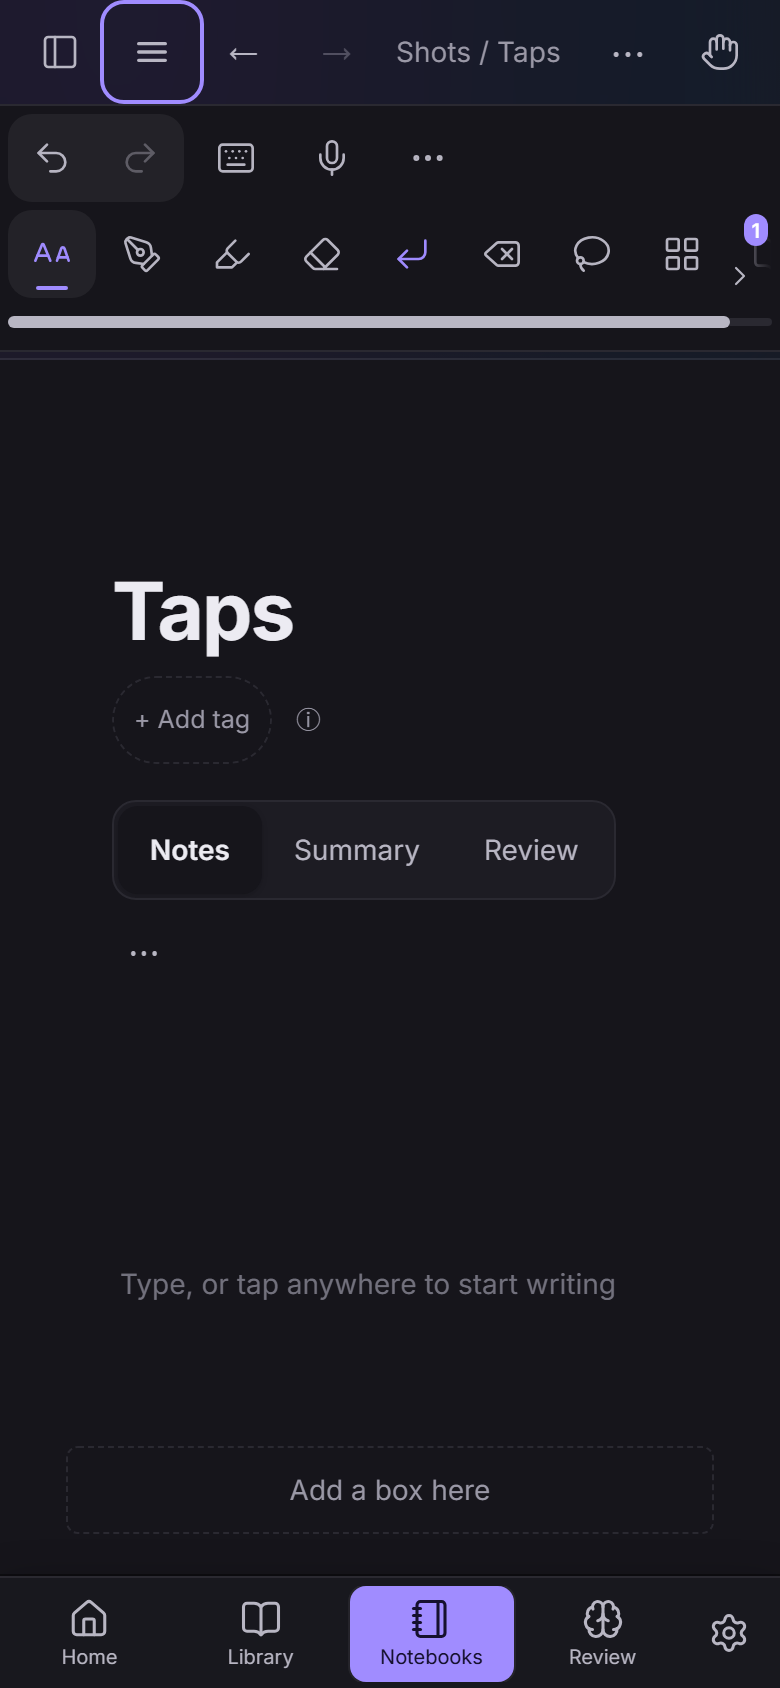 Shots / Taps
AA
1
Taps
+ Add tag
Notes Summary Review
Type, or tap anywhere to start writing
Add a box here
Home Library Notebooks Review